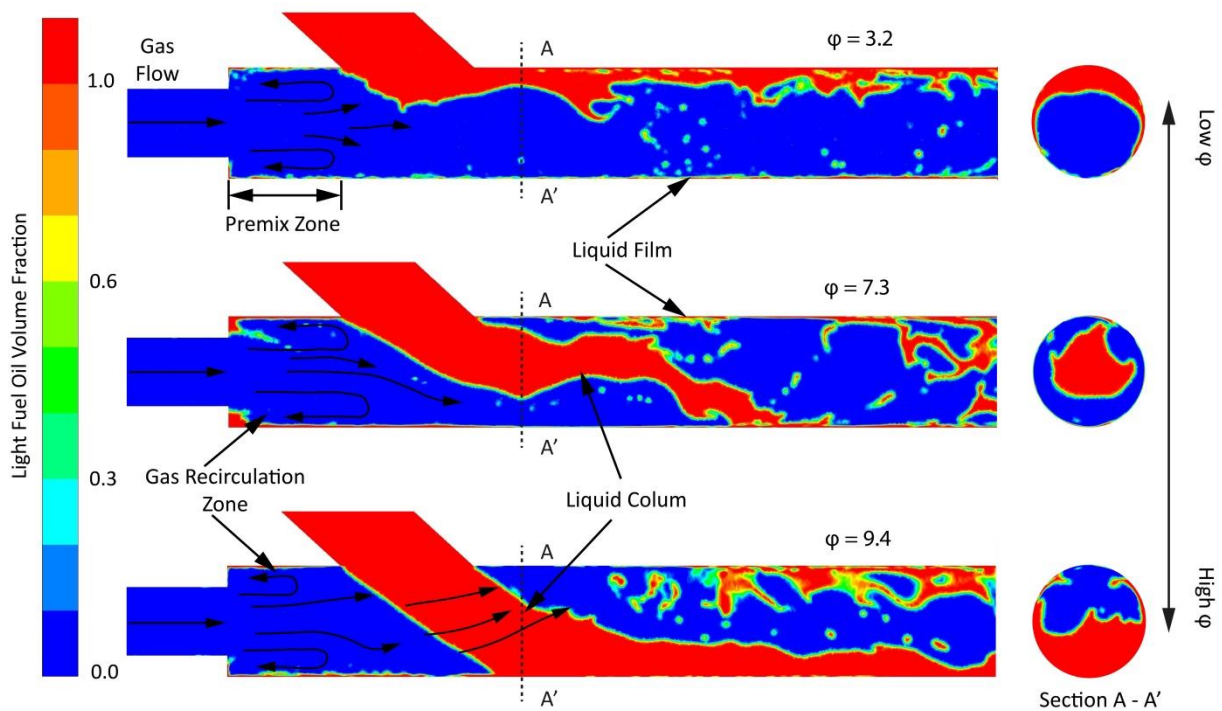 Gas
Flow
A
φ = 3.2
1.0
Low φ
A'
Premix Zone
Liquid Film
Light Fuel Oil Volume Fraction
0.6
A
φ = 7.3
A'
0.3
Gas Recirculation
Zone
Liquid Colum
A
φ = 9.4
High φ
0.0
A'
Section A - A'